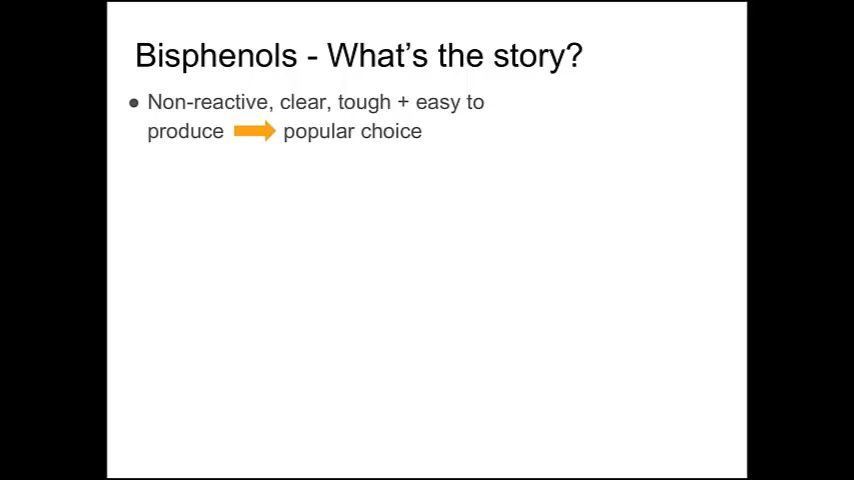 Bisphenols - What's the story?
● Non-reactive, clear, tough + easy to
produce popular choice